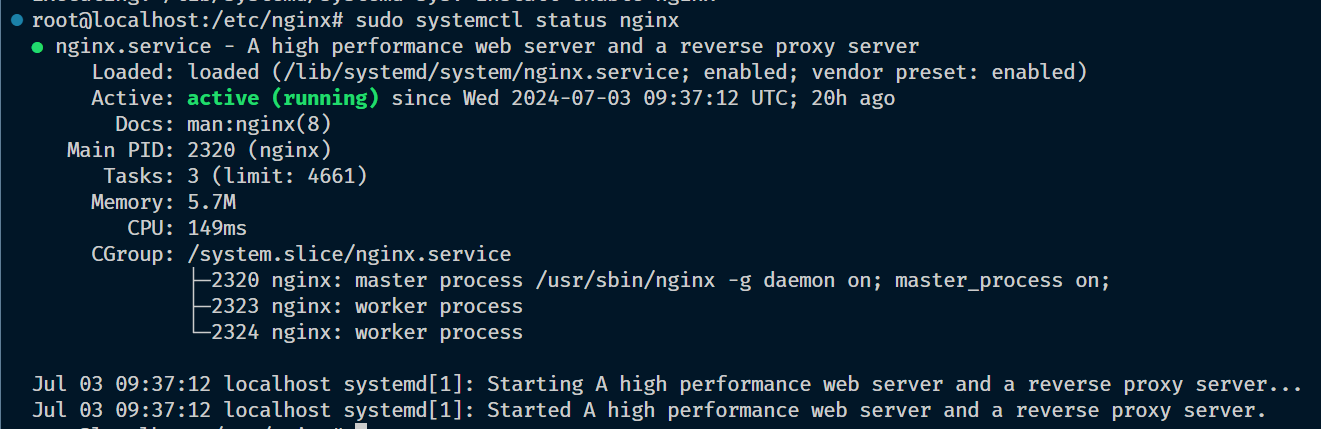 root@localhost:/etc/nginx# sudo systemctl status nginx
● nginx.service - A high performance web server and a reverse proxy server
     Loaded: loaded (/lib/systemd/system/nginx.service; enabled; vendor preset: enabled)
     Active: active (running) since Wed 2024-07-03 09:37:12 UTC; 20h ago
       Docs: man:nginx(8)
   Main PID: 2320 (nginx)
      Tasks: 3 (limit: 4661)
     Memory: 5.7M
        CPU: 149ms
     CGroup: /system.slice/nginx.service
             ├─2320 nginx: master process /usr/sbin/nginx -g daemon on; master_process on;
             ├─2323 nginx: worker process
             └─2324 nginx: worker process
Jul 03 09:37:12 localhost systemd[1]: Starting A high performance web server and a reverse proxy server...
Jul 03 09:37:12 localhost systemd[1]: Started A high performance web server and a reverse proxy server.